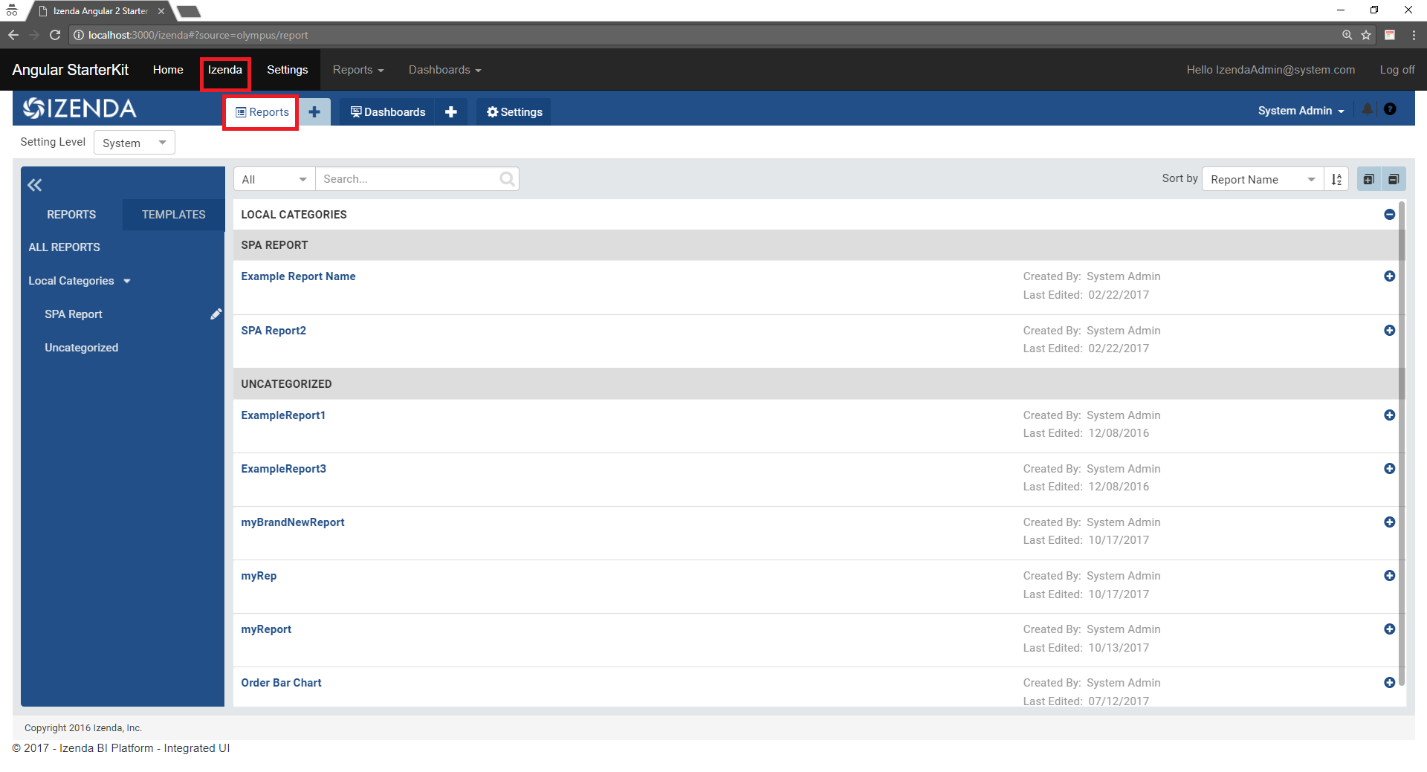 Izenda Angular 2 Starter
localhost:3000/izenda#?source=olympus/report
Angular StarterKit Home Izenda Settings Reports Dashboards Hello IzendaAdmin@system.com Log off
IZENDA Reports Dashboards Settings System Admin
Setting Level System
All Search... Sort by Report Name
REPORTS TEMPLATES
ALL REPORTS
Local Categories
SPA Report
Uncategorized
LOCAL CATEGORIES
SPA REPORT
Example Report Name Created By: System Admin
Last Edited: 02/22/2017
SPA Report2 Created By: System Admin
Last Edited: 02/22/2017
UNCATEGORIZED
ExampleReport1 Created By: System Admin
Last Edited: 12/08/2016
ExampleReport3 Created By: System Admin
Last Edited: 12/08/2016
myBrandNewReport Created By: System Admin
Last Edited: 10/17/2017
myRep Created By: System Admin
Last Edited: 10/17/2017
myReport Created By: System Admin
Last Edited: 10/13/2017
Order Bar Chart Created By: System Admin
Last Edited: 07/12/2017
Copyright 2016 Izenda, Inc.
© 2017 - Izenda BI Platform - Integrated UI